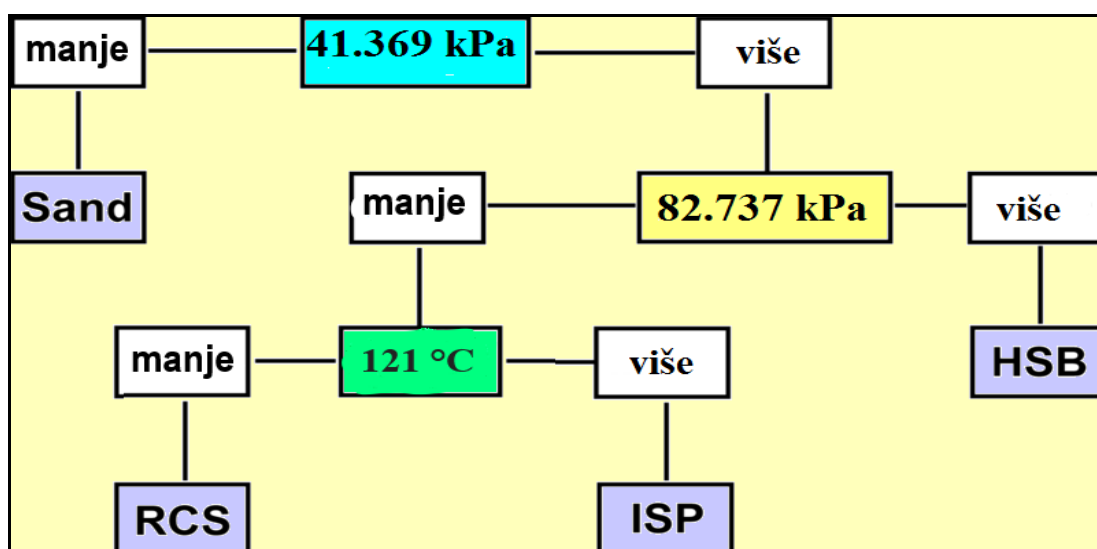 manje
41.369 kPa
više
Sand
manje
82.737 kPa
više
manje
121 °C
više
HSB
RCS
ISP